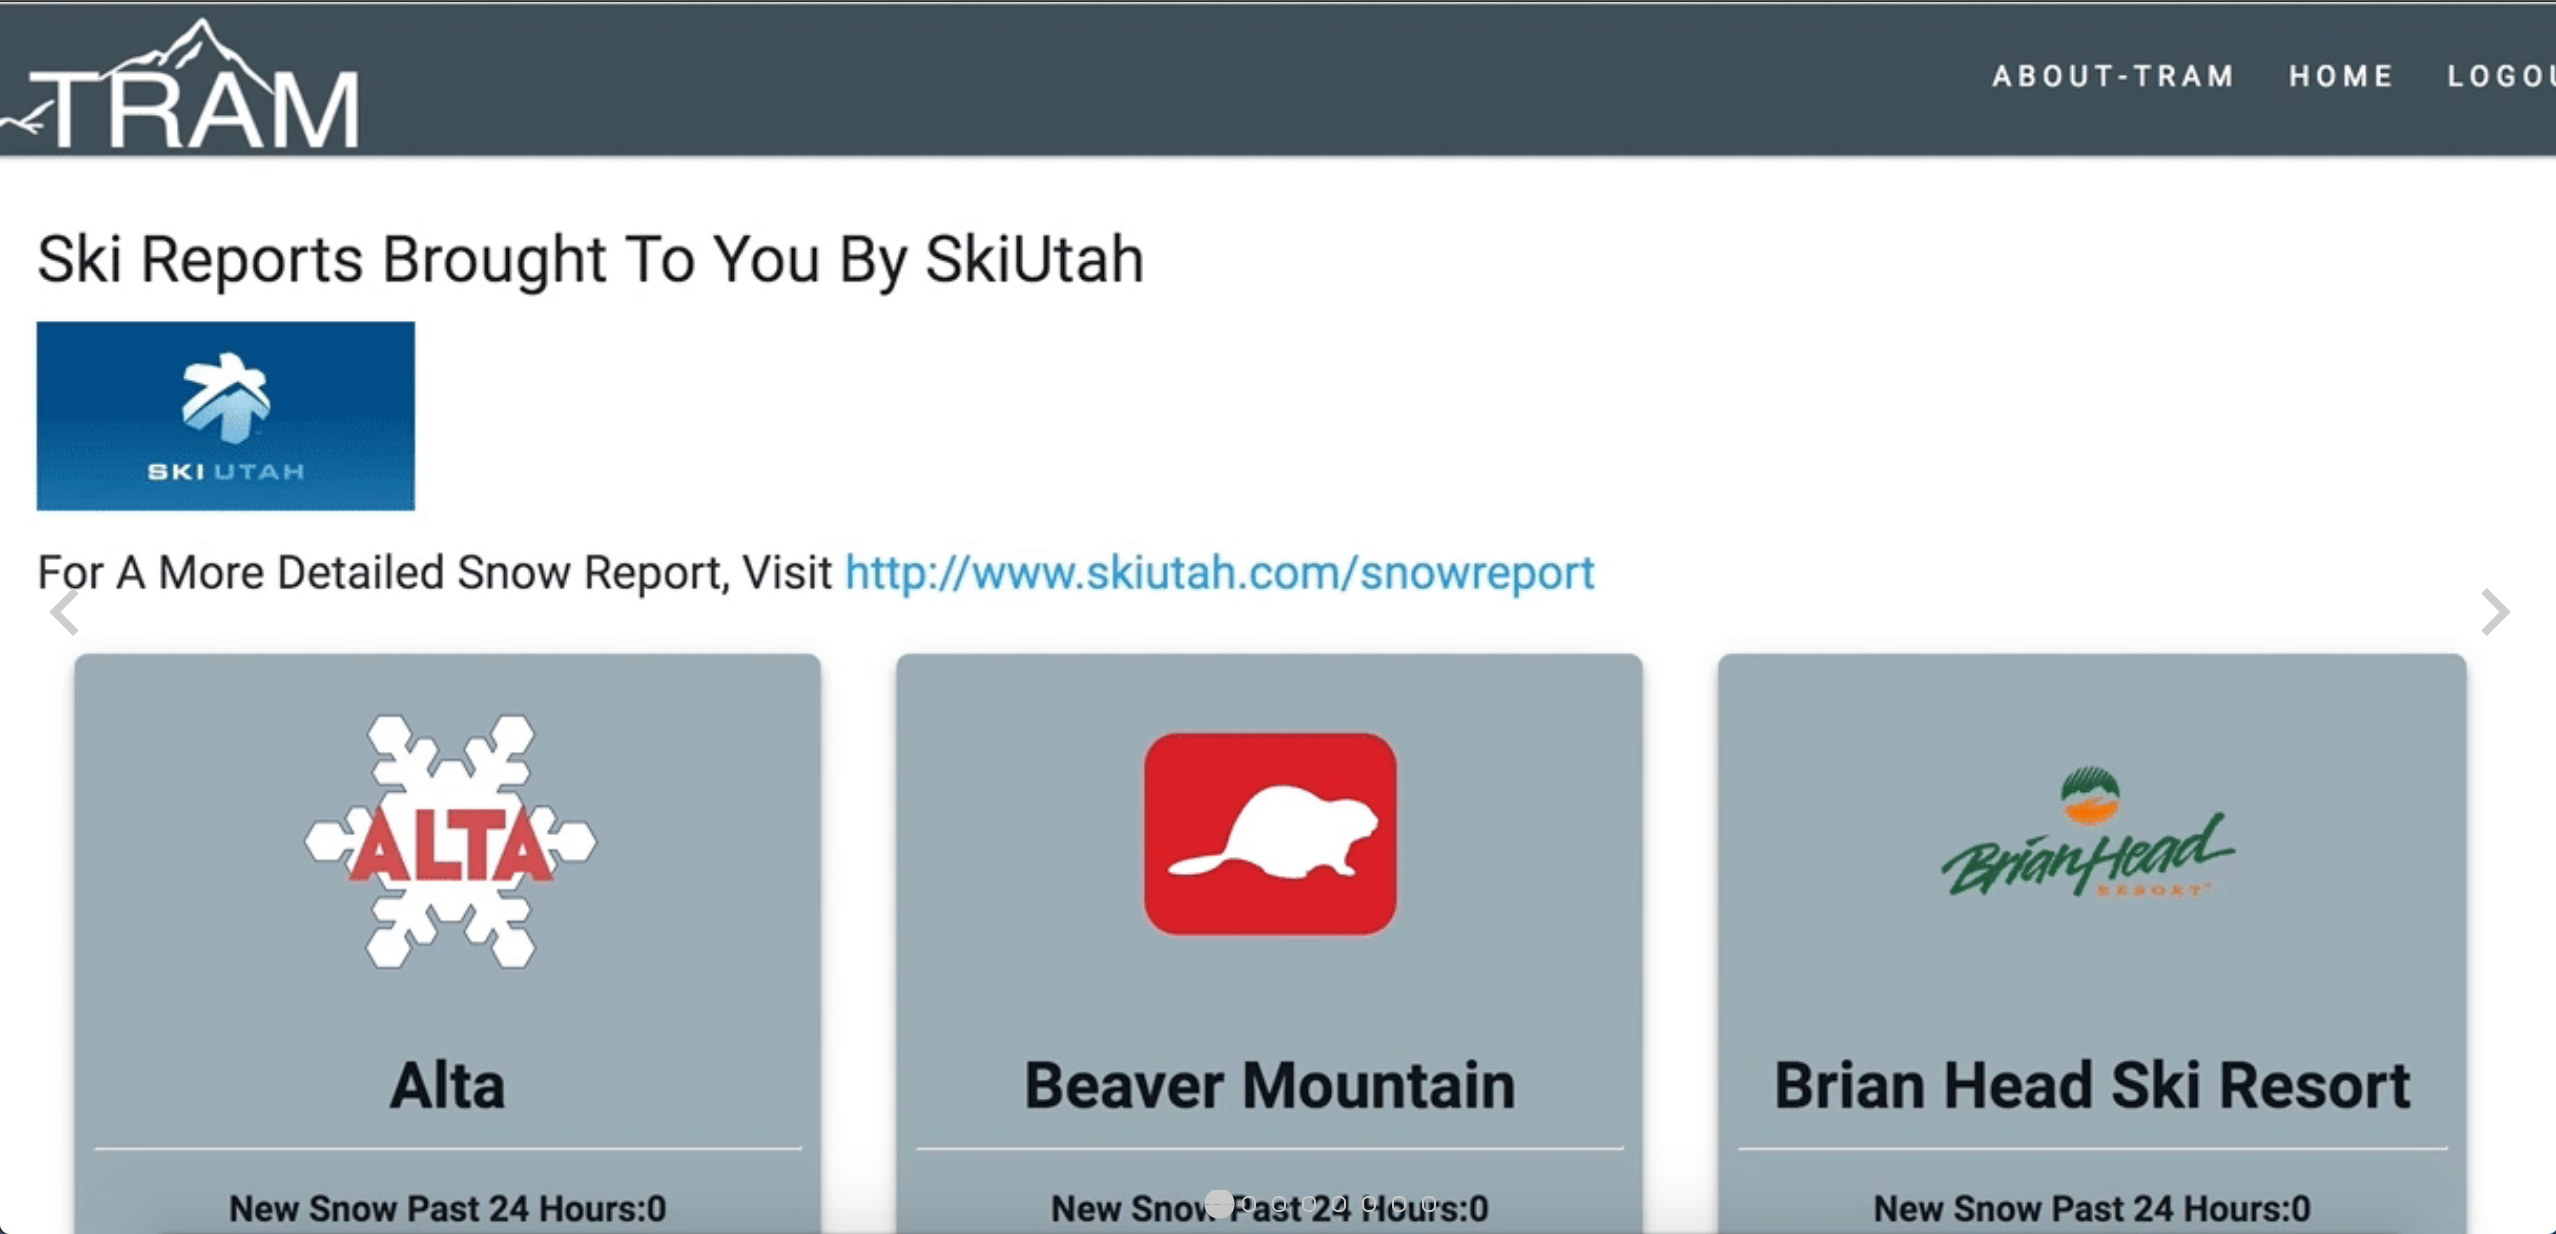 TRAM
ABOUT-TRAM HOME LOGOU
Ski Reports Brought To You By SkiUtah
SKI UTAH
For A More Detailed Snow Report, Visit http://www.skiutah.com/snowreport
ALTA
Brian Head
RESORT
Alta
Beaver Mountain
Brian Head Ski Resort
New Snow Past 24 Hours:0
New Snow Past 24 Hours:0
New Snow Past 24 Hours:0